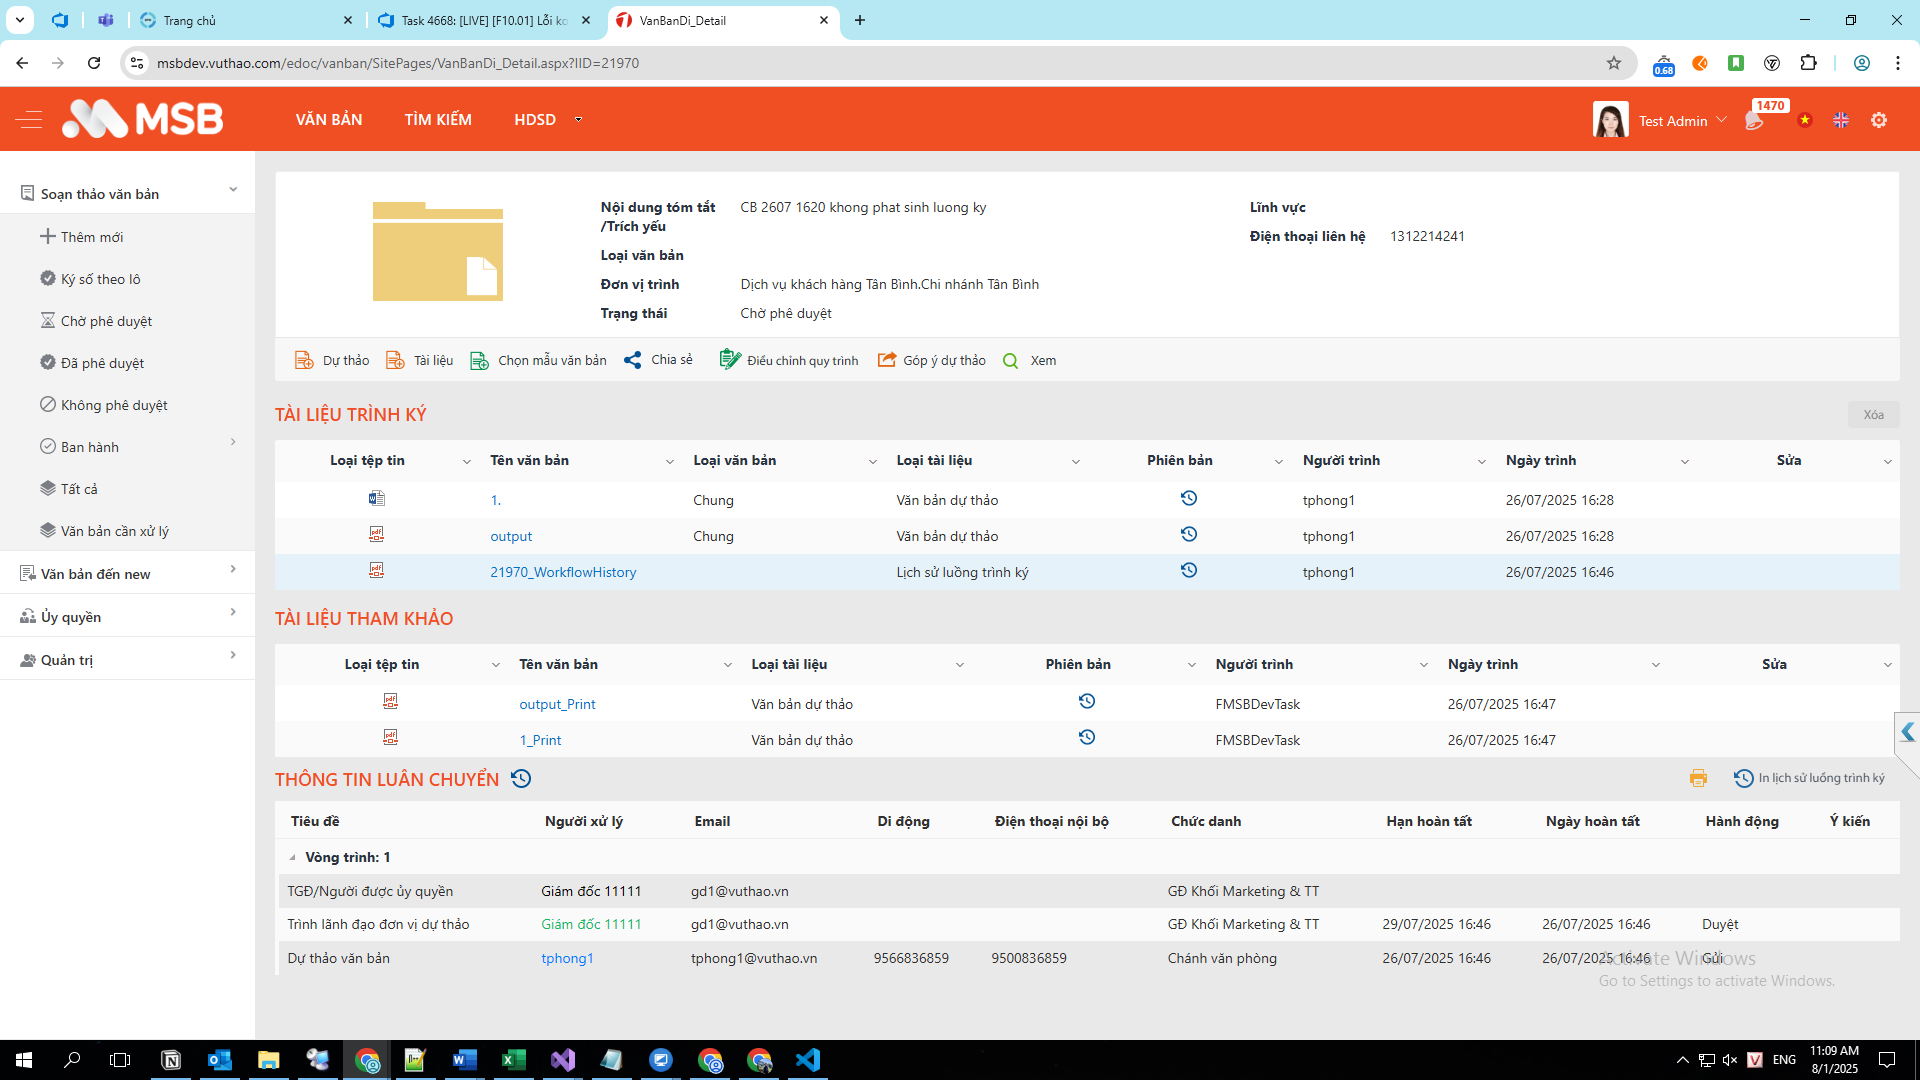 Trang chủ
Task 4668: [LIVE] [F10.01] Lỗi ko
VanBanDi_Detail
msbdev.vuthao.com/edoc/vanban/SitePages/VanBanDi_Detail.aspx?IID=21970
0.68
MSB
VĂN BẢN
TÌM KIẾM
HDSD
Test Admin
1470
Soạn thảo văn bản
Thêm mới
Ký số theo lô
Chờ phê duyệt
Đã phê duyệt
Không phê duyệt
Ban hành
Tất cả
Văn bản cần xử lý
Văn bản đến new
Ủy quyền
Quản trị
Nội dung tóm tắt /Trích yếu
CB 2607 1620 khong phat sinh luong ky
Loại văn bản
Đơn vị trình
Dịch vụ khách hàng Tân Bình.Chi nhánh Tân Bình
Trạng thái
Chờ phê duyệt
Lĩnh vực
Điện thoại liên hệ
1312214241
Dự thảo
Tài liệu
Chọn mẫu văn bản
Chia sẻ
Điều chỉnh quy trình
Góp ý dự thảo
Xem
TÀI LIỆU TRÌNH KÝ
Xóa
Loại tệp tin Tên văn bản Loại văn bản Loại tài liệu Phiên bản Người trình Ngày trình Sửa
1. Chung Văn bản dự thảo tphong1 26/07/2025 16:28
output Chung Văn bản dự thảo tphong1 26/07/2025 16:28
21970_WorkflowHistory Lịch sử luồng trình ký tphong1 26/07/2025 16:46
TÀI LIỆU THAM KHẢO
Loại tệp tin Tên văn bản Loại tài liệu Phiên bản Người trình Ngày trình Sửa
output_Print Văn bản dự thảo FMSBDevTask 26/07/2025 16:47
1_Print Văn bản dự thảo FMSBDevTask 26/07/2025 16:47
THÔNG TIN LUÂN CHUYỂN
In lịch sử luồng trình ký
Tiêu đề Người xử lý Email Di động Điện thoại nội bộ Chức danh Hạn hoàn tất Ngày hoàn tất Hành động Ý kiến
Vòng trình: 1
TGĐ/Người được ủy quyền Giám đốc 11111 gd1@vuthao.vn GĐ Khối Marketing & TT
Trình lãnh đạo đơn vị dự thảo Giám đốc 11111 gd1@vuthao.vn GĐ Khối Marketing & TT 29/07/2025 16:46 26/07/2025 16:46 Duyệt
Dự thảo văn bản tphong1 tphong1@vuthao.vn 9566836859 9500836859 Chánh văn phòng 26/07/2025 16:46 26/07/2025 16:46 Gửi
Activate Windows
Go to Settings to activate Windows.
ENG
11:09 AM
8/1/2025